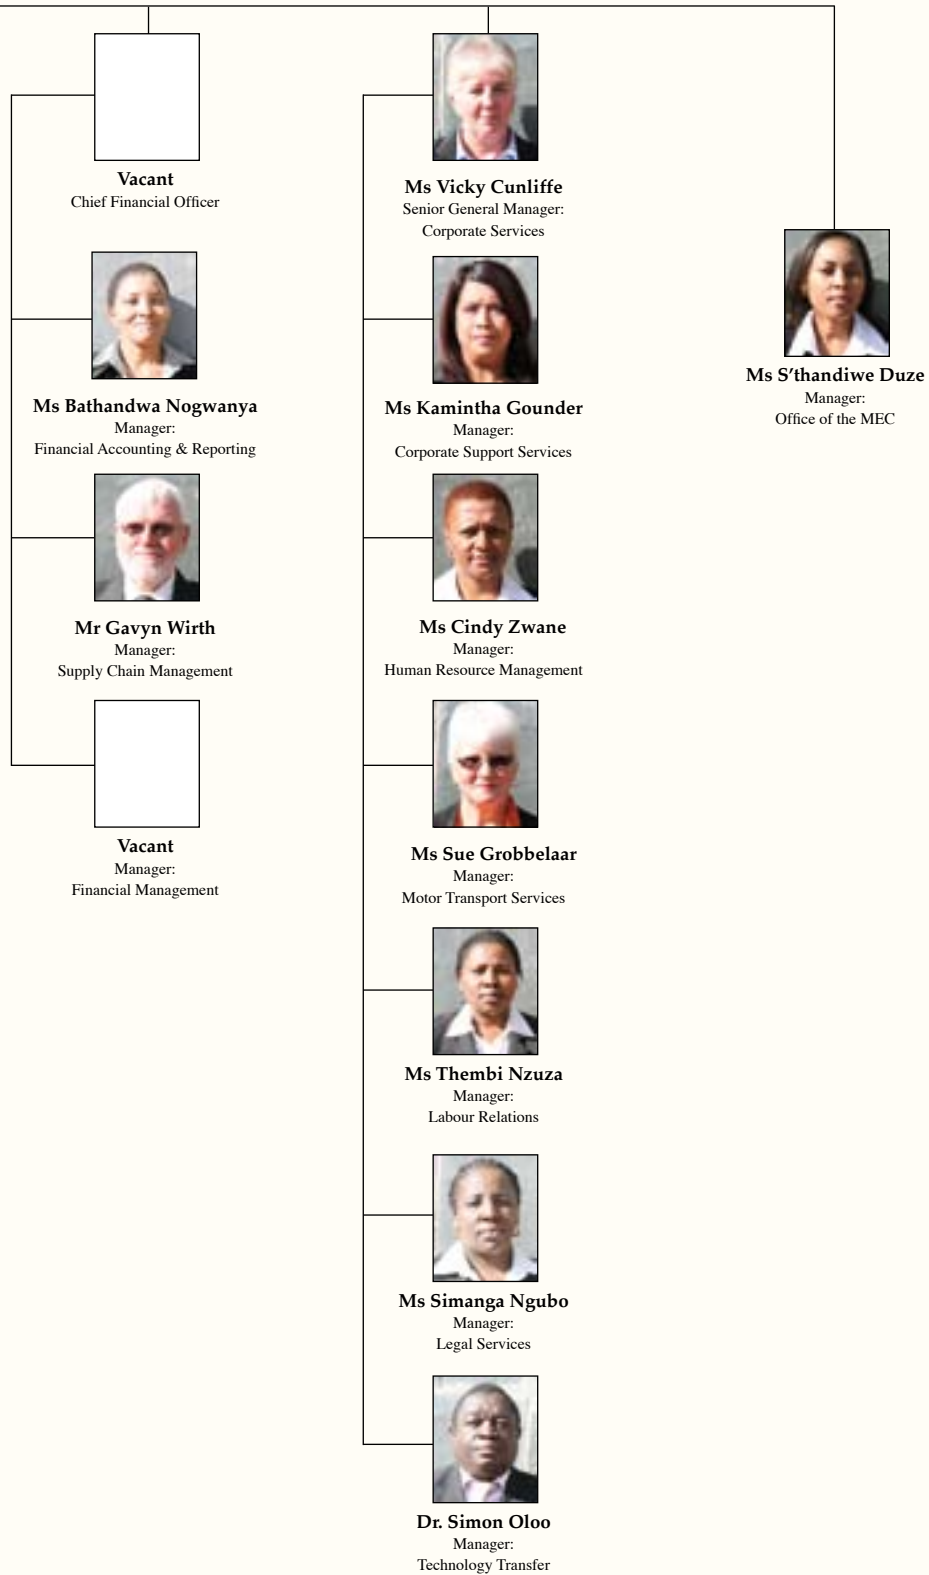 Vacant
Chief Financial Officer
Ms Bathandwa Nogwanya
Manager:
Financial Accounting & Reporting
Mr Gavyn Wirth
Manager:
Supply Chain Management
Vacant
Manager:
Financial Management
Ms Vicky Cunliffe
Senior General Manager:
Corporate Services
Ms Kamintha Gounder
Manager:
Corporate Support Services
Ms Cindy Zwane
Manager:
Human Resource Management
Ms Sue Grobbelaar
Manager:
Motor Transport Services
Ms Thembi Nzuza
Manager:
Labour Relations
Ms Simanga Ngubo
Manager:
Legal Services
Dr. Simon Oloo
Manager:
Technology Transfer
Ms S'thandiwe Duze
Manager:
Office of the MEC